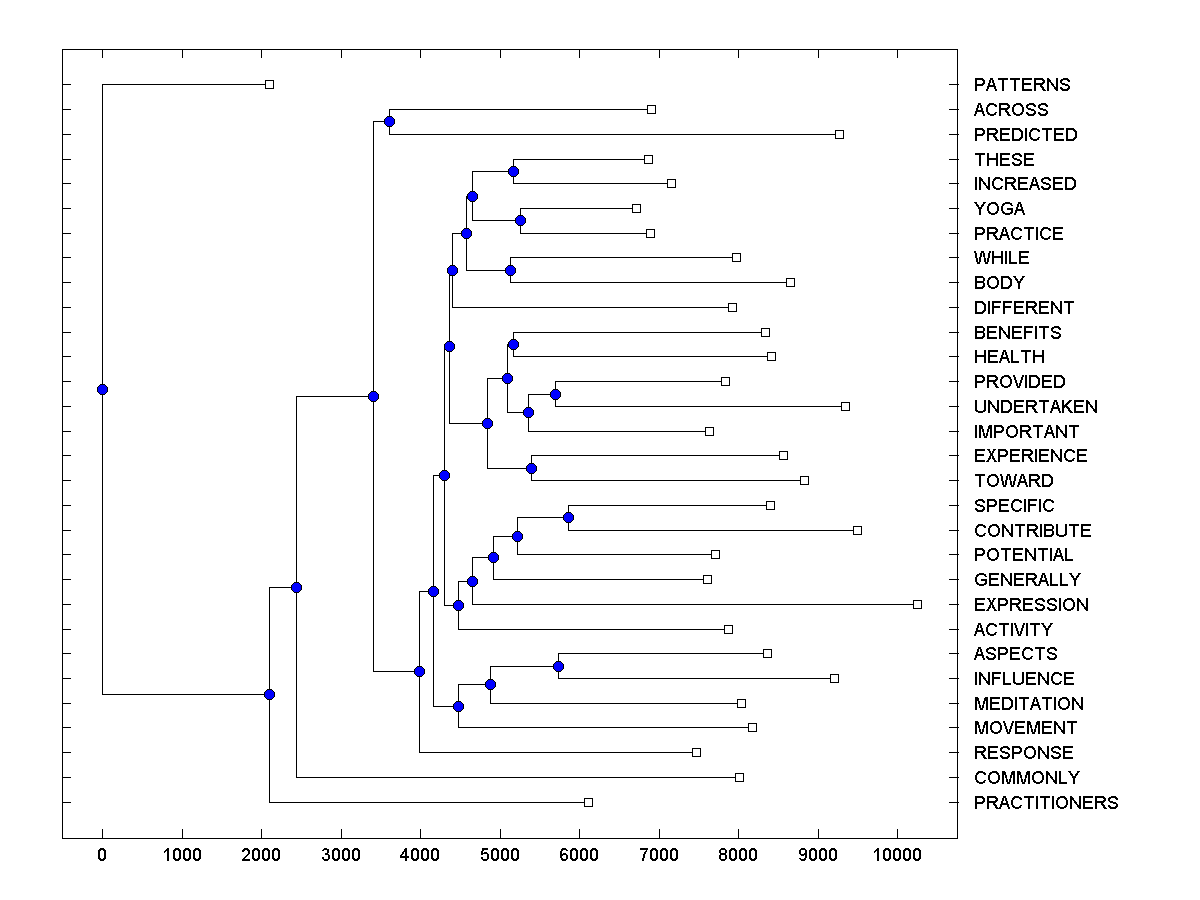 PATTERNS
ACROSS
PREDICTED
THESE
INCREASED
YOGA
PRACTICE
WHILE
BODY
DIFFERENT
BENEFITS
HEALTH
PROVIDED
UNDERTAKEN
IMPORTANT
EXPERIENCE
TOWARD
SPECIFIC
CONTRIBUTE
POTENTIAL
GENERALLY
EXPRESSION
ACTIVITY
ASPECTS
INFLUENCE
MEDITATION
MOVEMENT
RESPONSE
COMMONLY
PRACTITIONERS
0 1000 2000 3000 4000 5000 6000 7000 8000 9000 10000